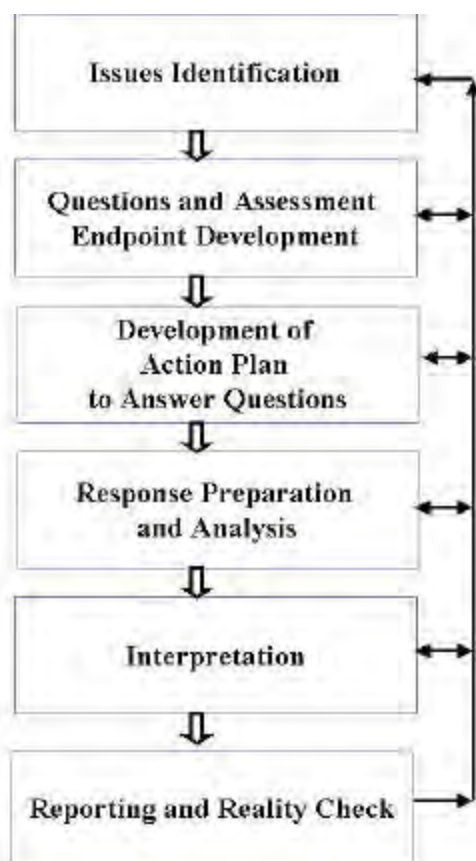 Issues Identification
Questions and Assessment
Endpoint Development
Development of
Action Plan
to Answer Questions
Response Preparation
and Analysis
Interpretation
Reporting and Reality Check